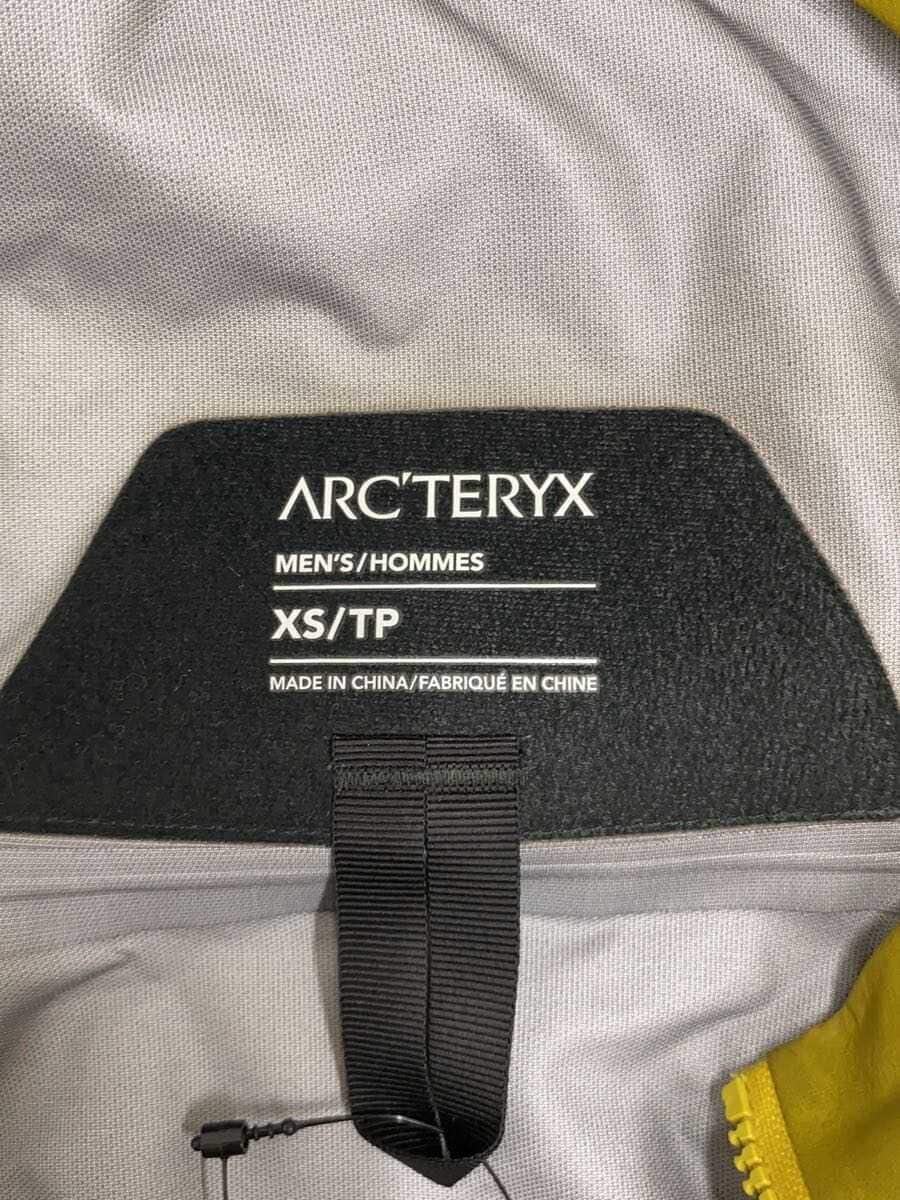 ARC'TERYX
MEN'S/HOMMES
XS/TP
MADE IN CHINA/FABRIQUÉ EN CHINE